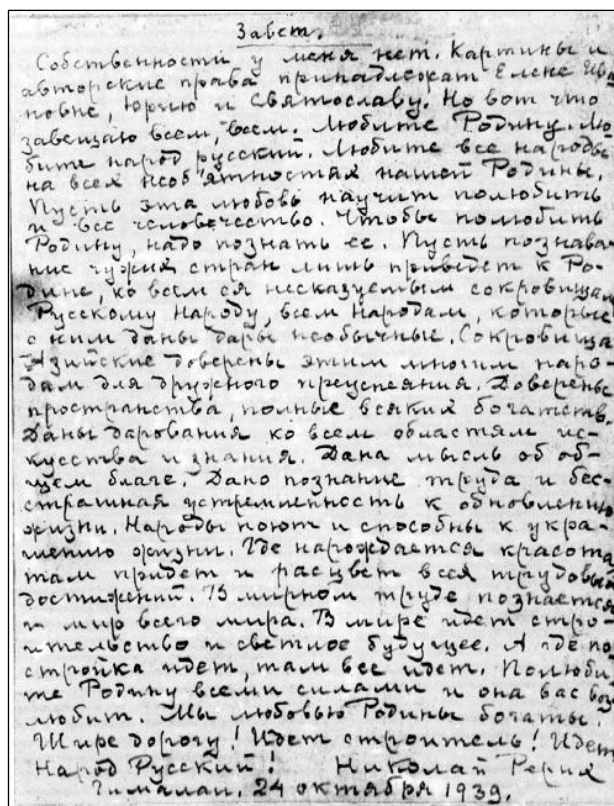 Завет.
Собственности у меня нет. Картины и
авторские права принадлежат Елене Ива
новне, Юрию и Святославу. Но вот что
завещаю всем, всем. Любите Родину. Лю
бите народ русский. Любите все народы
на всех необ'ятностях нашей Родины.
Пусть эта любовь научит полюбить
и все человечество. Чтобы полюбить
Родину, надо познать ее. Пусть познава
ние чужих стран лишь приведет к Ро-
дине, ко всем ея несказуемым сокровищам
Русскому народу, всем народам, которые
с ним даны дары необычные. Сокровища
Азийские доверены этим многим наро-
дам для дружного преуспеяния. Доверены
пространства, полные всяких богатств.
Даны дарования ко всем областям ис-
кусства и знания. Дана мысль об об-
щем благе. Дано познание труда и бес-
страшная устремленность к обновлению
жизни. Народы поют и способны к укра-
шению жизни. Где нарождается красота
там придет и расцвет всех трудовых
достижений. В мирном труде познается
и мир всего мира. В мире идет стро-
ительство и светлое будущее. А где по
стройка идет, там все идет. Полюби
те Родину всеми силами и она вас воз
любит. Мы любовью Родины богаты.
Шире дорогу! Идет строитель! Идет
Народ Русский! Николай Рерих
Гималаи, 24 октября 1939.